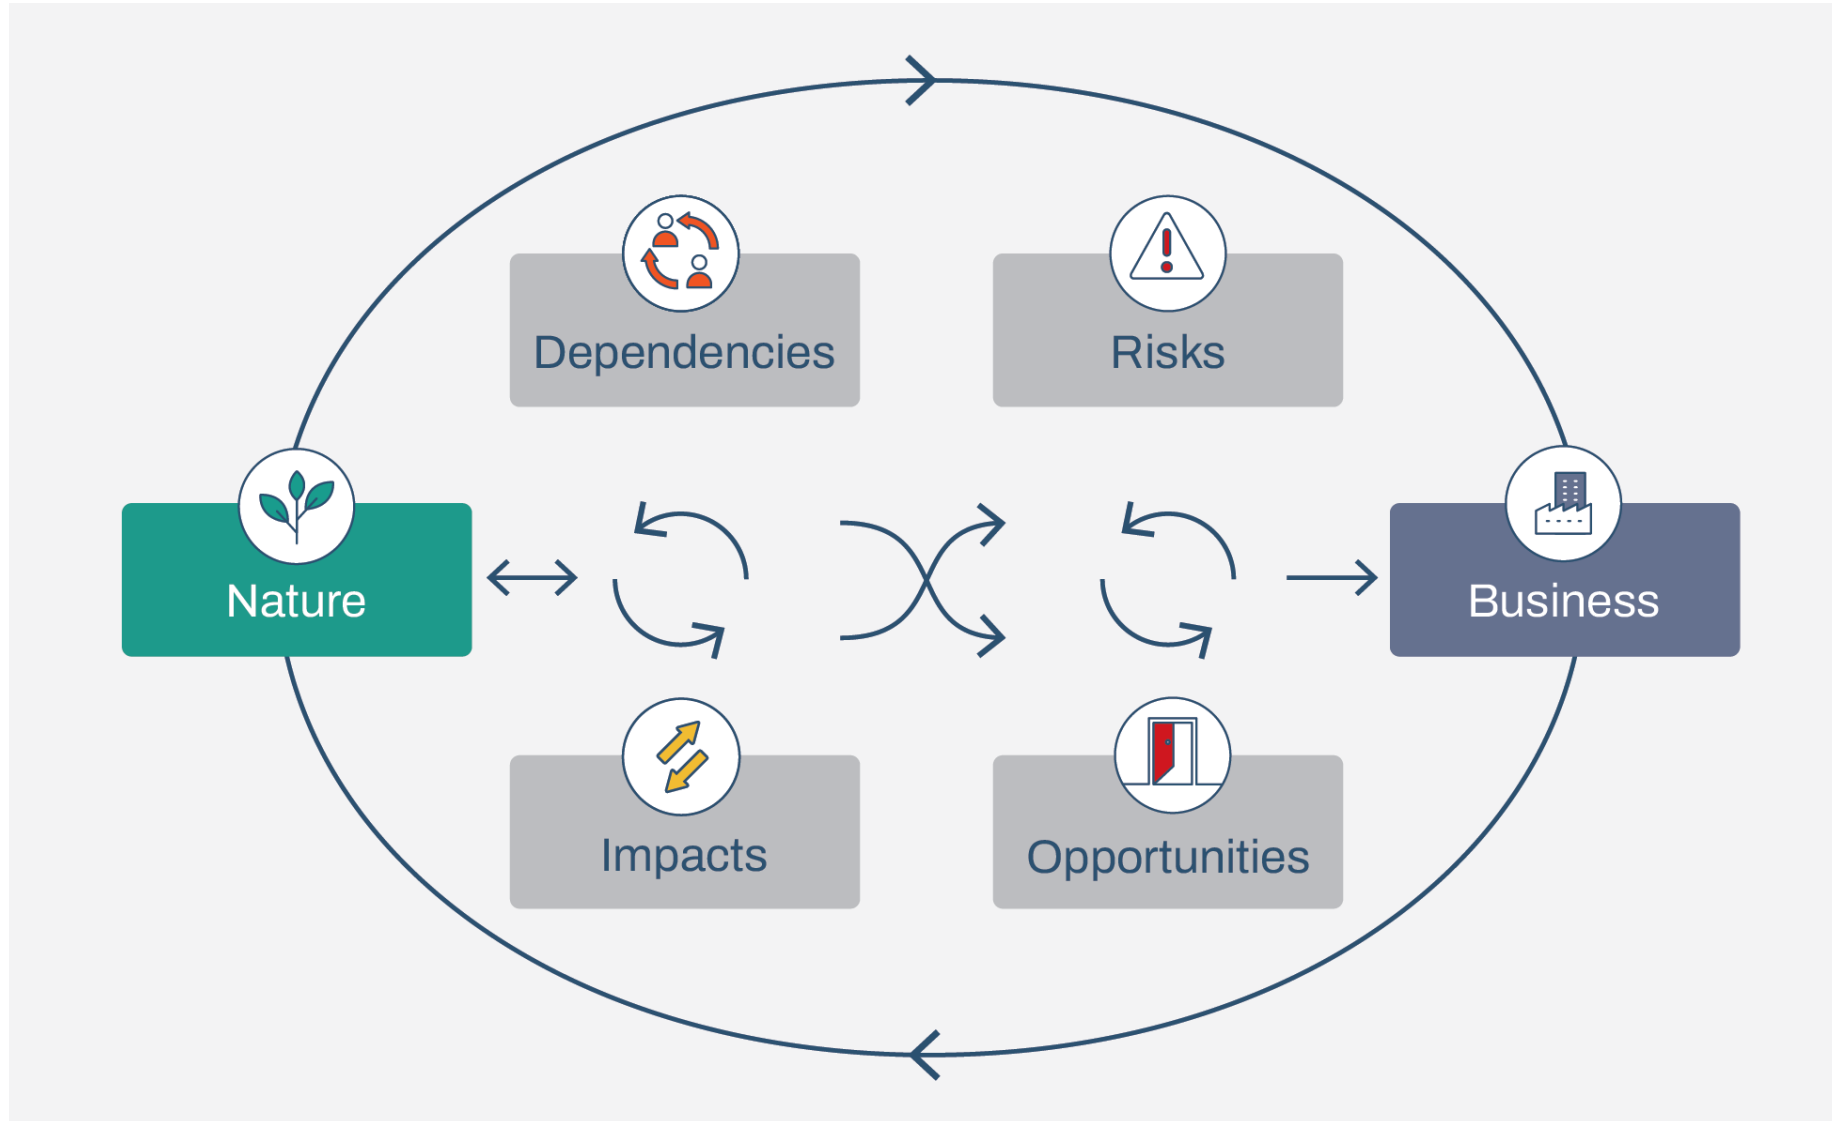 Dependencies
Risks
Nature
Business
Impacts
Opportunities